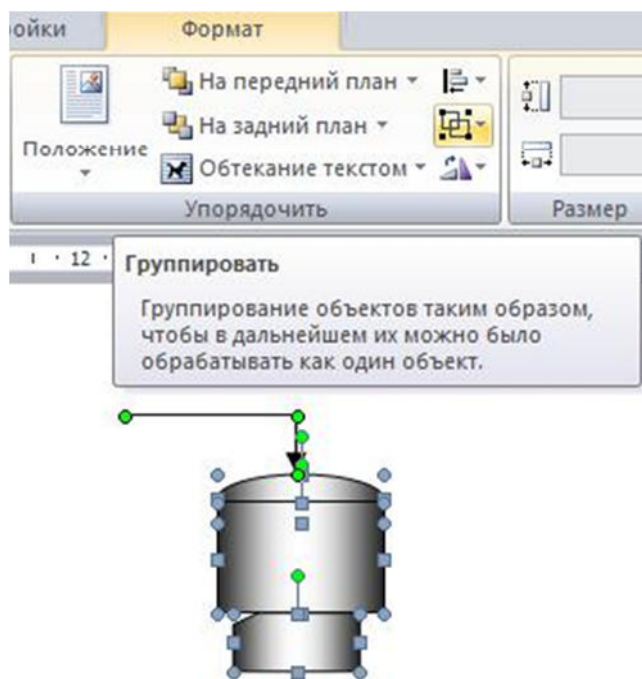 ройки Формат
На передний план
На задний план
Положение
Обтекание текстом
Упорядочить Размер
12
Группировать
Группирование объектов таким образом,
чтобы в дальнейшем их можно было
обрабатывать как один объект.